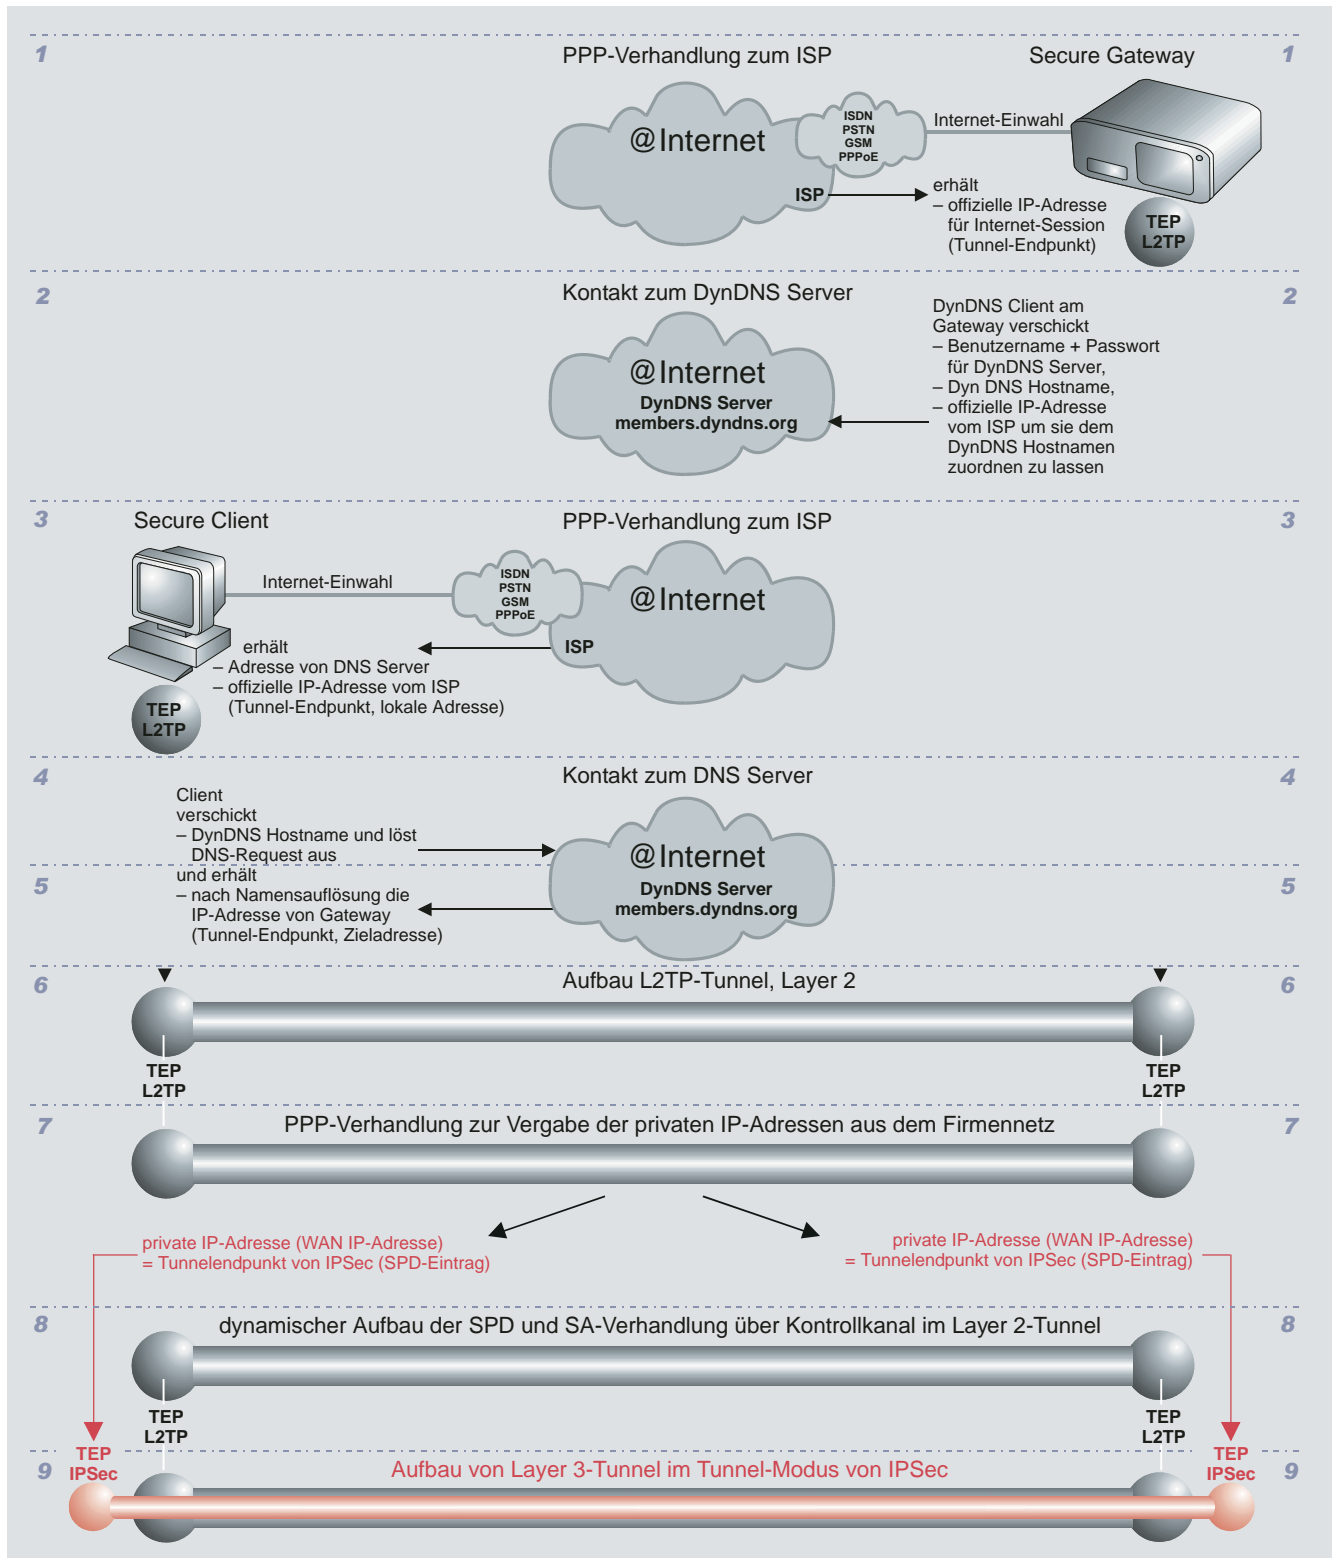 1
PPP-Verhandlung zum ISP
Secure Gateway
1
@Internet
ISDN
PSTN
GSM
PPPoE
Internet-Einwahl
ISP
erhält
– offizielle IP-Adresse
für Internet-Session
(Tunnel-Endpunkt)
TEP
L2TP
2
Kontakt zum DynDNS Server
2
@Internet
DynDNS Server
members.dyndns.org
DynDNS Client am
Gateway verschickt
– Benutzername + Passwort
für DynDNS Server,
– Dyn DNS Hostname,
– offizielle IP-Adresse
vom ISP um sie dem
DynDNS Hostnamen
zuordnen zu lassen
3
Secure Client
PPP-Verhandlung zum ISP
3
Internet-Einwahl
ISDN
PSTN
GSM
PPPoE
@Internet
ISP
erhält
– Adresse von DNS Server
– offizielle IP-Adresse vom ISP
(Tunnel-Endpunkt, lokale Adresse)
TEP
L2TP
4
Kontakt zum DNS Server
4
Client
verschickt
– DynDNS Hostname und löst
DNS-Request aus
5
und erhält
– nach Namensauflösung die
IP-Adresse von Gateway
(Tunnel-Endpunkt, Zieladresse)
@Internet
DynDNS Server
members.dyndns.org
5
6
Aufbau L2TP-Tunnel, Layer 2
6
TEP
L2TP
TEP
L2TP
7
PPP-Verhandlung zur Vergabe der privaten IP-Adressen aus dem Firmennetz
7
private IP-Adresse (WAN IP-Adresse)
= Tunnelendpunkt von IPSec (SPD-Eintrag)
private IP-Adresse (WAN IP-Adresse)
= Tunnelendpunkt von IPSec (SPD-Eintrag)
8
dynamischer Aufbau der SPD und SA-Verhandlung über Kontrollkanal im Layer 2-Tunnel
8
TEP
L2TP
TEP
L2TP
9
TEP
IPSec
Aufbau von Layer 3-Tunnel im Tunnel-Modus von IPSec
TEP
IPSec
9